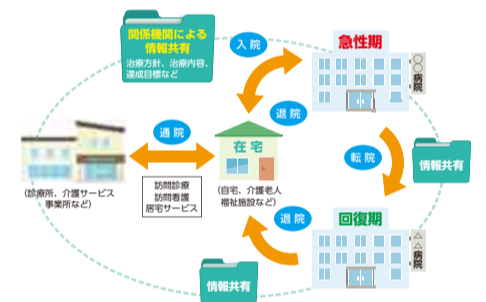 関係機関による
情報共有
治療方針、治療内容、
達成目標など
入院
急性期
〇〇病院
退院
通院
在宅
転院
情報共有
(診療所、介護サービス
事業所など)
訪問診療
訪問看護
居宅サービス
(自宅、介護老人
福祉施設など)
退院
回復期
△△病院
情報共有